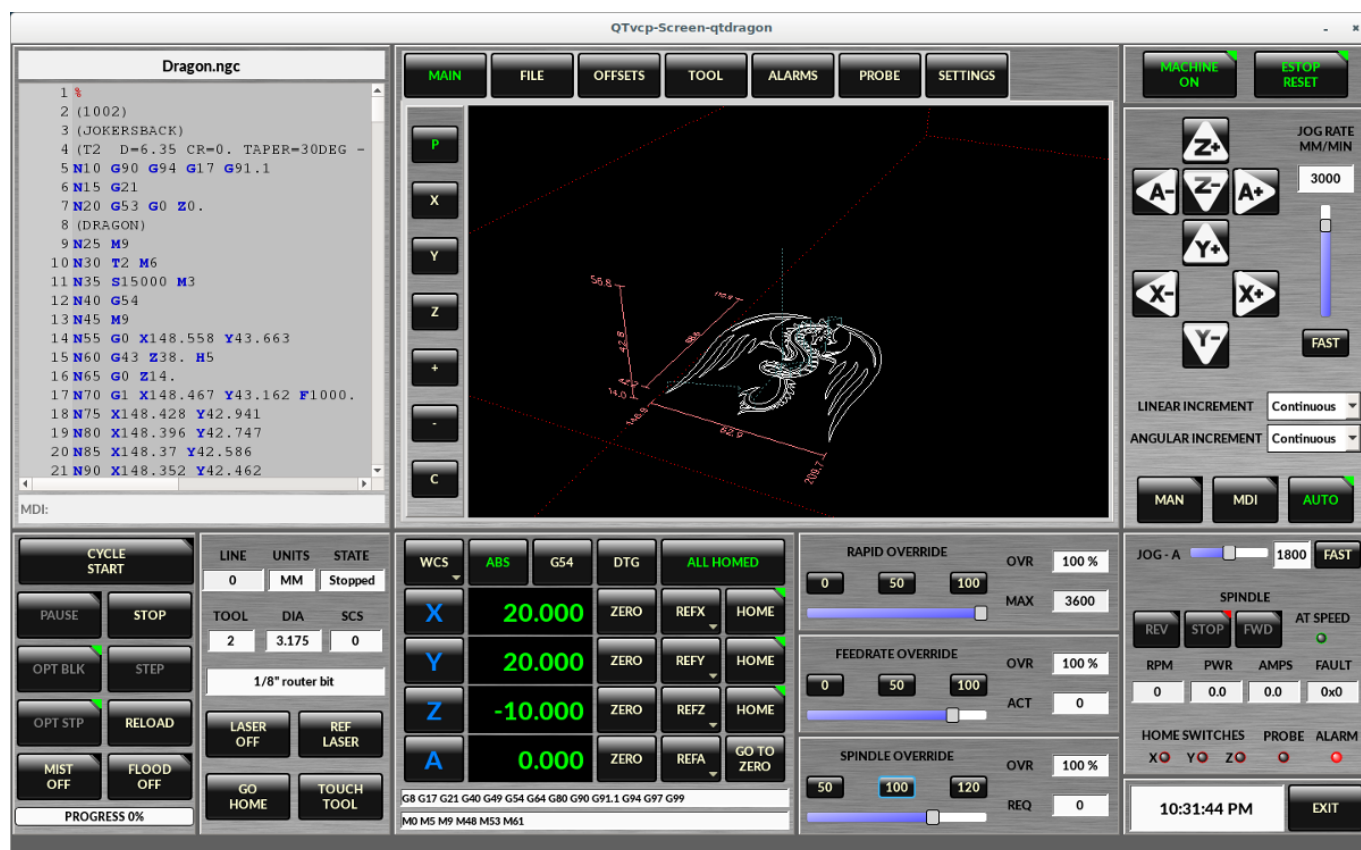 QTvcp-Screen-qtdragon
Dragon.ngc
1 %
2 (1002)
3 (JOKERSBACK)
4 (T2 D=6.35 CR=0. TAPER=30DEG -
5 N10 G90 G94 G17 G91.1
6 N15 G21
7 N20 G53 G0 Z0.
8 (DRAGON)
9 N25 M9
10 N30 T2 M6
11 N35 S15000 M3
12 N40 G54
13 N45 M9
14 N55 G0 X148.558 Y43.663
15 N60 G43 Z38. H5
16 N65 G0 Z14.
17 N70 G1 X148.467 Y43.162 F1000.
18 N75 X148.428 Y42.941
19 N80 X148.396 Y42.747
20 N85 X148.37 Y42.586
21 N90 X148.352 Y42.462
MDI:
MAIN FILE OFFSETS TOOL ALARMS PROBE SETTINGS
P
X
Y
Z
+
-
C
56.8
42.8
14.0
146.9
62.9
209.7
MACHINE ON
ESTOP RESET
JOG RATE
MM/MIN
3000
Z+
A- Z- A+
Y+
X- X+
Y-
FAST
LINEAR INCREMENT Continuous
ANGULAR INCREMENT Continuous
MAN MDI AUTO
CYCLE START
PAUSE STOP
OPT BLK STEP
OPT STP RELOAD
MIST OFF FLOOD OFF
PROGRESS 0%
LINE UNITS STATE
0 MM Stopped
TOOL DIA SCS
2 3.175 0
1/8" router bit
LASER OFF REF LASER
GO HOME TOUCH TOOL
WCS ABS G54 DTG ALL HOMED
X 20.000 ZERO REFX HOME
Y 20.000 ZERO REFY HOME
Z -10.000 ZERO REFZ HOME
A 0.000 ZERO REFA GO TO ZERO
G8 G17 G21 G40 G49 G54 G64 G80 G90 G91.1 G94 G97 G99
M0 M5 M9 M48 M53 M61
RAPID OVERRIDE OVR 100 %
0 50 100
MAX 3600
FEEDRATE OVERRIDE OVR 100 %
0 50 100
ACT 0
SPINDLE OVERRIDE OVR 100 %
50 100 120
REQ 0
JOG - A 1800 FAST
SPINDLE
REV STOP FWD AT SPEED
RPM PWR AMPS FAULT
0 0.0 0.0 0x0
HOME SWITCHES PROBE ALARM
X Y Z
10:31:44 PM EXIT